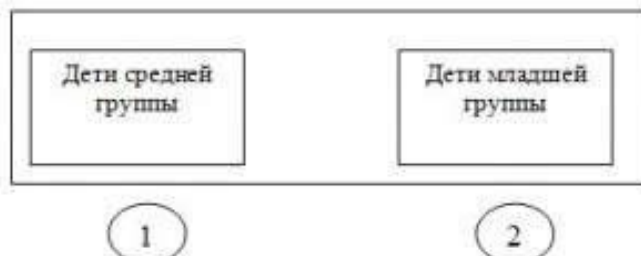 Дети средней
группы
Дети младшей
группы
1
2